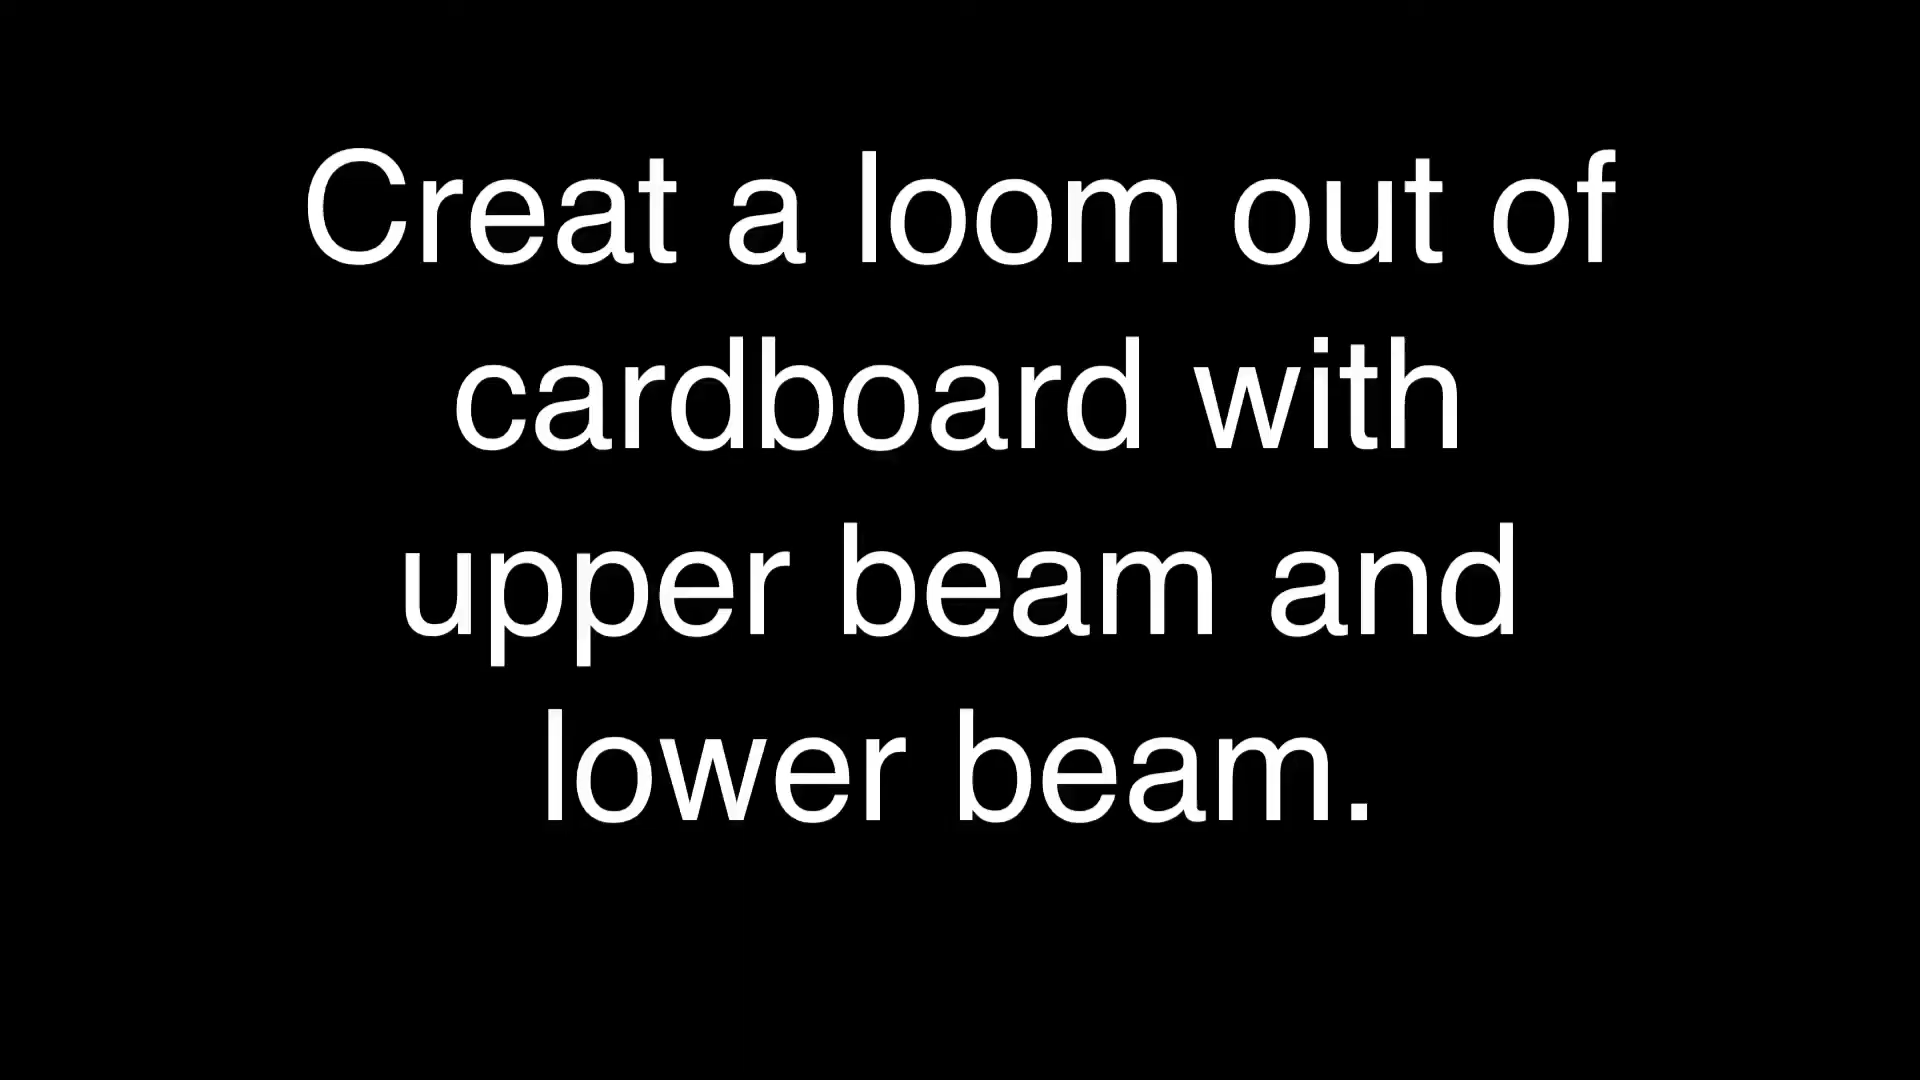 Creat a loom out of
cardboard with
upper beam and
lower beam.